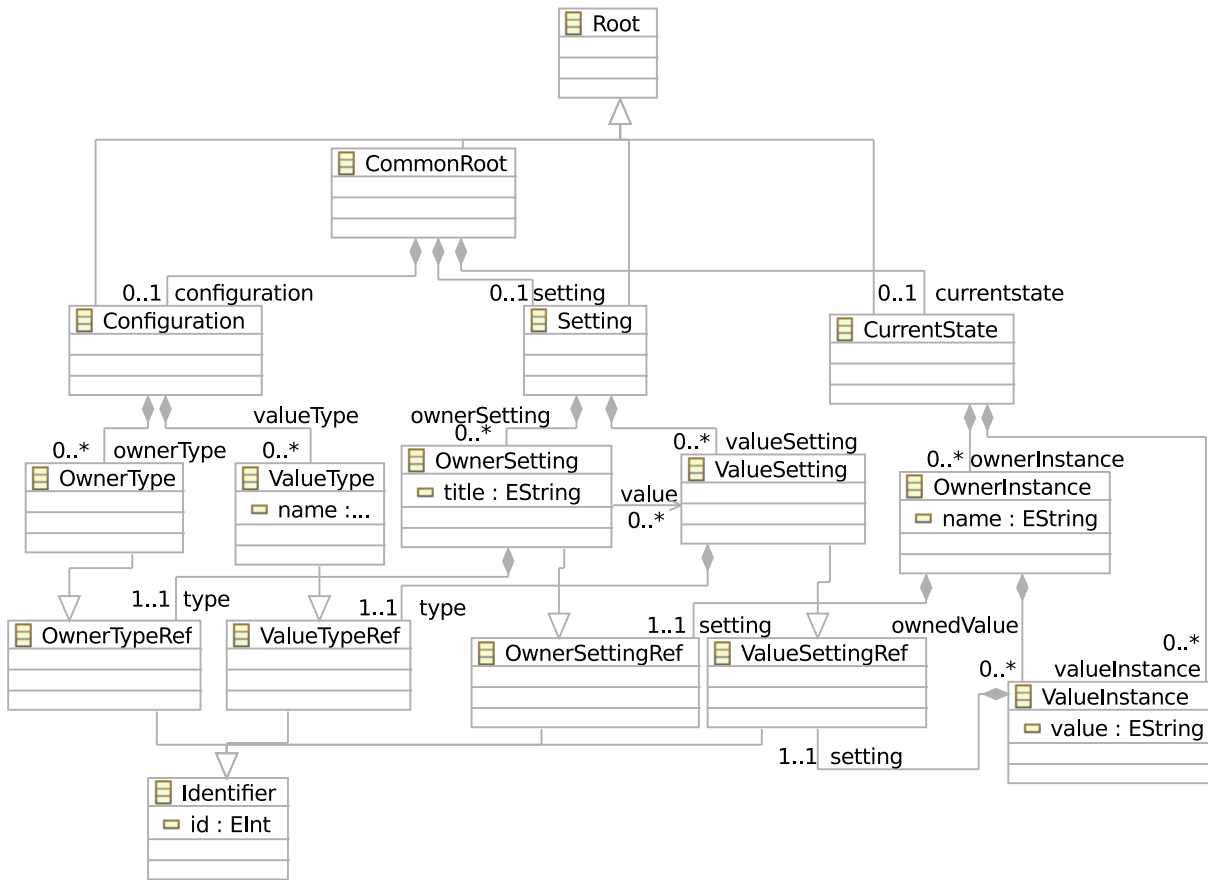 Root
CommonRoot
0..1 configuration
0..1 setting
0..1 currentstate
Configuration
Setting
CurrentState
valueType
ownerSetting
0..* ownerType
0..*
0..*
0..* valueSetting
0..* ownerInstance
OwnerType
ValueType
name :...
OwnerSetting
title : EString
value
0..*
ValueSetting
OwnerInstance
name : EString
1..1 type
1..1 type
1..1 setting
ownedValue
0..*
0..*
valueInstance
OwnerTypeRef
ValueTypeRef
OwnerSettingRef
ValueSettingRef
ValueInstance
value : EString
1..1 setting
Identifier
id : EInt